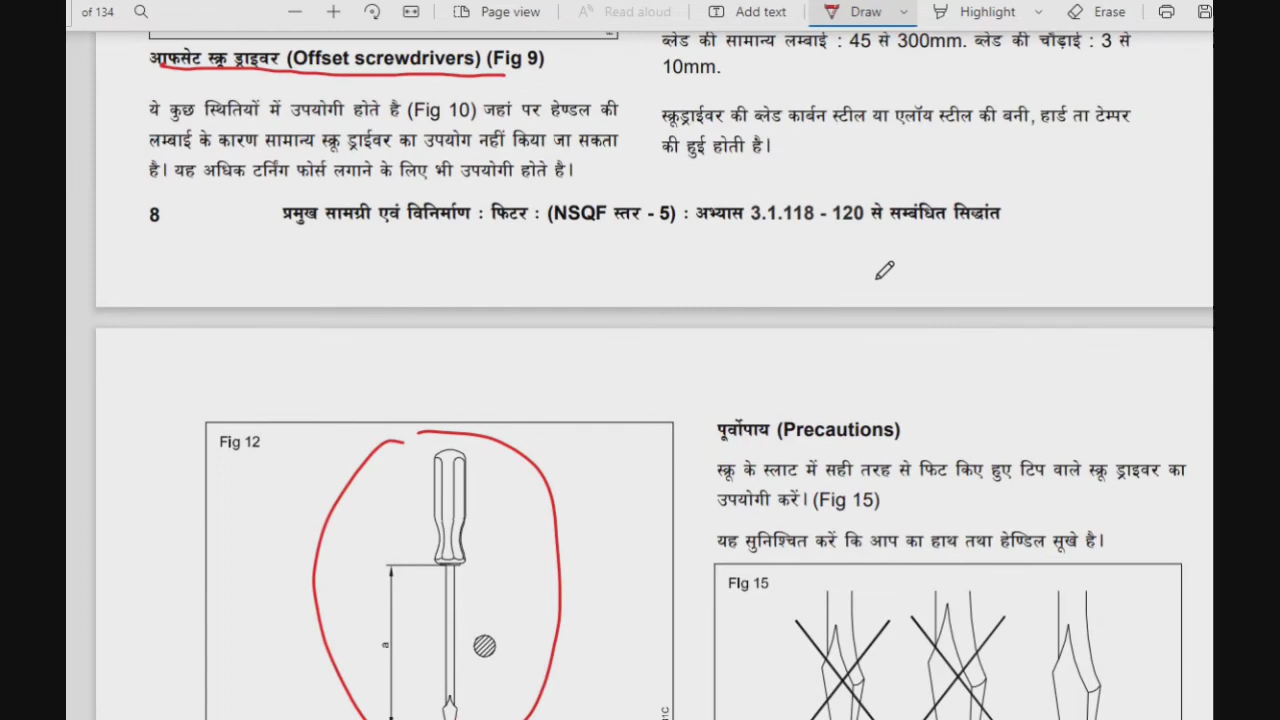 of 134
Page view
Read aloud
Add text
Draw
Highlight
Erase
आफसेट स्क्रू ड्राइवर (Offset screwdrivers) (Fig 9)
ये कुछ स्थितियों में उपयोगी होते है (Fig 10) जहां पर हेण्डल की
लम्बाई के कारण सामान्य स्क्रू ड्राईवर का उपयोग नहीं किया जा सकता
है। यह अधिक टर्निंग फोर्स लगाने के लिए भी उपयोगी होते है।
ब्लेड की सामान्य लम्बाई : 45 से 300mm. ब्लेड की चौड़ाई : 3 से
10mm.
स्क्रूड्राईवर की ब्लेड कार्बन स्टील या एलॉय स्टील की बनी, हार्ड ता टेम्पर
की हुई होती है।
8
प्रमुख सामग्री एवं विनिर्माण : फिटर : (NSQF स्तर - 5) : अभ्यास 3.1.118 - 120 से सम्बंधित सिद्धांत
Fig 12
a
पूर्वोपाय (Precautions)
स्क्रू के स्लाट में सही तरह से फिट किए हुए टिप वाले स्क्रू ड्राइवर का
उपयोगी करें। (Fig 15)
यह सुनिश्चित करें कि आप का हाथ तथा हेण्डिल सूखे है।
FIg 15